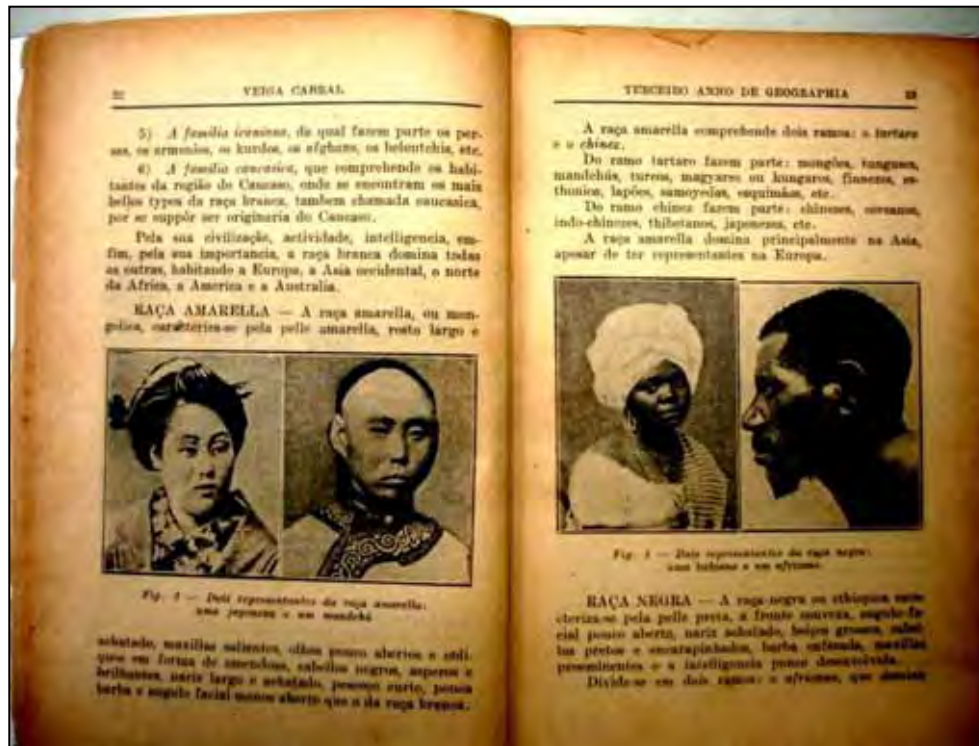 22 VEIGA CABRAL
5) A familia iraniana, da qual fazem parte os per-
sas, os armenios, os kurdos, os afghans, os beloutchis, etc.
6) A familia caucasica, que comprehende os habi-
tantes da região do Caucaso, onde se encontram os mais
bellos typos da raça branca, tambem chamada caucasica,
por se suppôr ser originaria do Caucaso.
Pela sua civilização, actividade, intelligencia, em-
fim, pela sua importancia, a raça branca domina todas
as outras, habitando a Europa, a Asia occidental, o norte
da Africa, a America e a Australia.
RAÇA AMARELLA — A raça amarella, ou mon-
golica, caracteriza-se pela pelle amarella, rosto largo e
Fig. — Dois representantes da raça amarella:
uma japoneza e um mandchú
achatado, maxillas salientes, olhos pouco abertos e obli-
quos em forma de amendoa, cabellos negros, asperos e
brilhantes, nariz largo e achatado, pescoço curto, pouca
barba e angulo facial menos aberto que o da raça branca.
TERCEIRO ANNO DE GEOGRAPHIA 23
A raça amarella comprehende dois ramos: o tartaro
e o chinez.
Do ramo tartaro fazem parte: mongóes, tunguses,
mandchús, turcos, magyares ou hungaros, finnezes, es-
thonios, lapões, samoyedas, esquimáos, etc.
Do ramo chinez fazem parte: chinezes, coreanos,
indo-chinezes, thibetanos, japonezes, etc.
A raça amarella domina principalmente na Asia,
apesar de ter representantes na Europa.
Fig. — Dois representantes da raça negra:
uma bahiana e um africano.
RAÇA NEGRA — A raça negra ou ethiopica cara-
cteriza-se pela pelle preta, a fronte convexa, angulo fa-
cial pouco aberto, nariz achatado, beiços grossos, cabel-
los pretos e encarapinhados, barba maxillas
proeminentes e a intelligencia pouco desenvolvida.
Divide-se em dois ramos: o africano, que domina